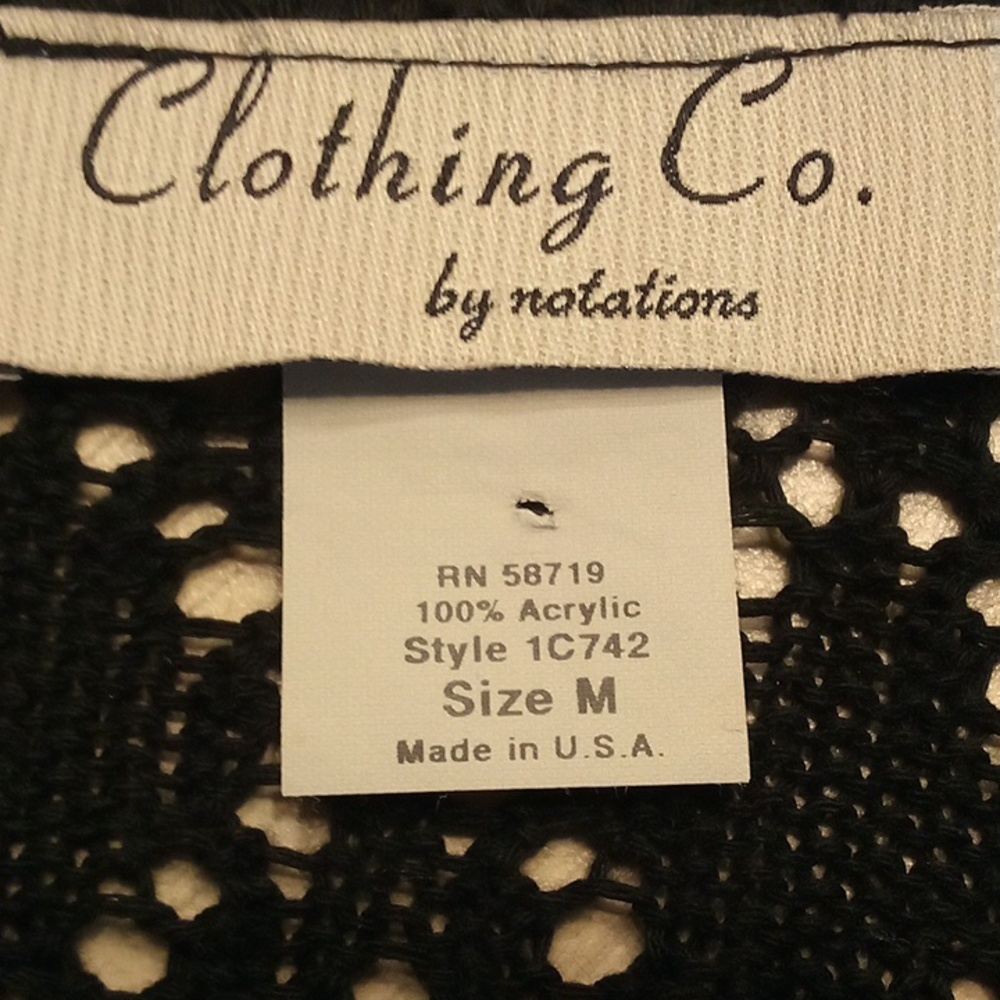 Clothing Co.
by notations
RN 58719
100% Acrylic
Style 1C742
Size M
Made in U.S.A.